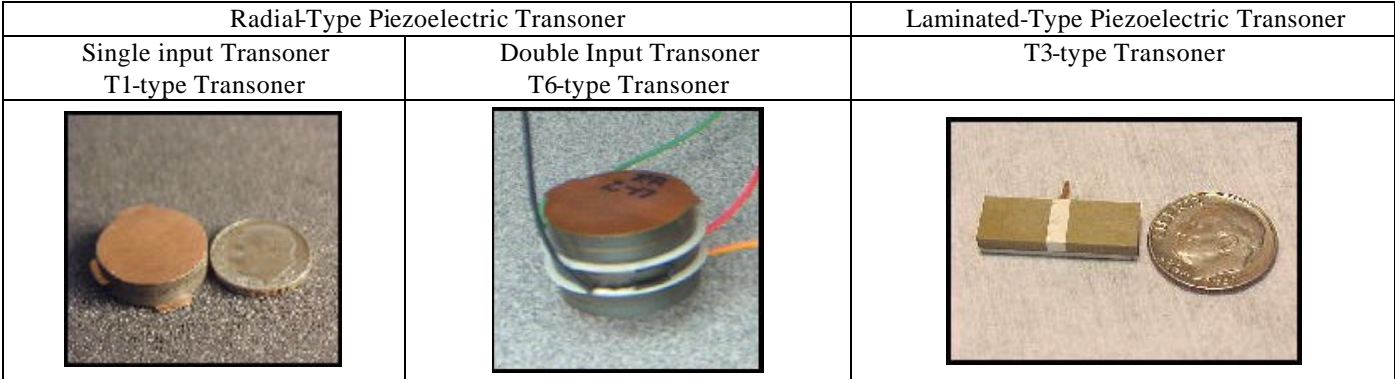 Radial-Type Piezoelectric Transoner
Laminated-Type Piezoelectric Transoner
Single input Transoner
T1-type Transoner
Double Input Transoner
T6-type Transoner
T3-type Transoner